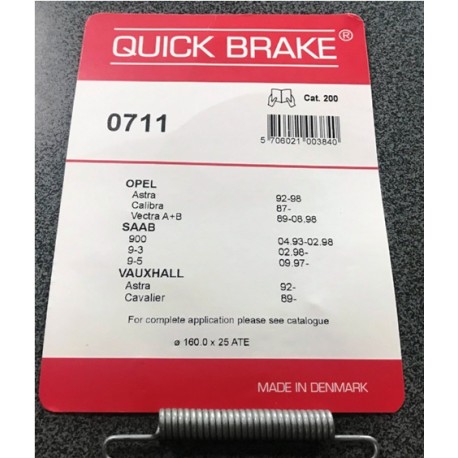 QUICK BRAKE®
Cat. 200
0711
5 706021 003840
OPEL
Astra 92-98
Calibra 87-
Vectra A+B 89-08.98
SAAB
900 04.93-02.98
9-3 02.98-
9-5 09.97-
VAUXHALL
Astra 92-
Cavalier 89-
For complete application please see catalogue
ø 160.0 x 25 ATE
MADE IN DENMARK